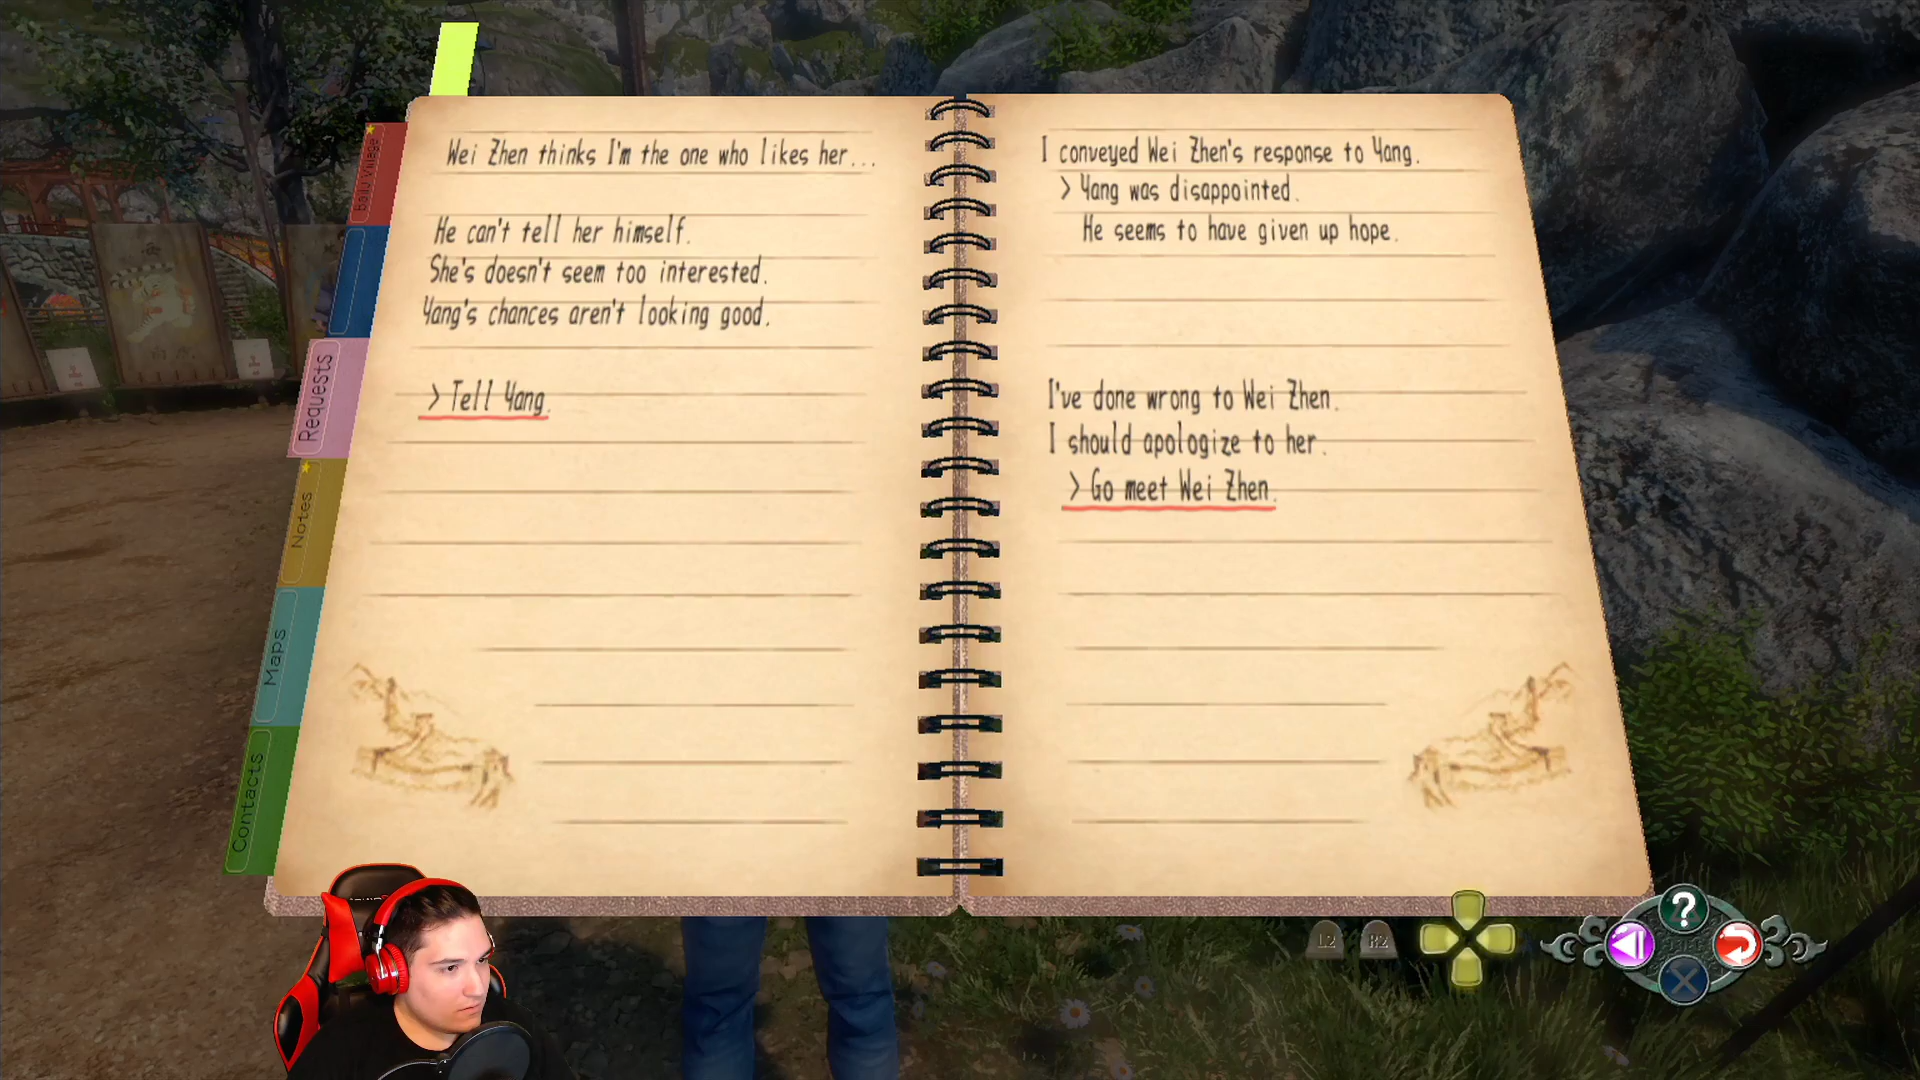 Wei Zhen thinks I'm the one who likes her...
He can't tell her himself.
She's doesn't seem too interested.
Yang's chances aren't looking good.
> Tell Yang.
I conveyed Wei Zhen's response to Yang.
> Yang was disappointed.
He seems to have given up hope.
I've done wrong to Wei Zhen.
I should apologize to her.
> Go meet Wei Zhen.
Bailu Village
Requests
Notes
Maps
Contacts
L2
R2
?
X